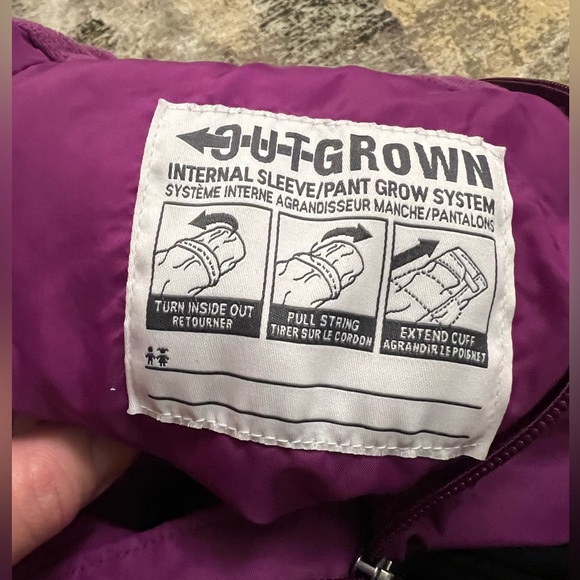 OUTGROWN
INTERNAL SLEEVE/PANT GROW SYSTEM
SYSTÈME INTERNE AGRANDISSEUR MANCHE/PANTALONS
TURN INSIDE OUT
RETOURNER
PULL STRING
TIRER SUR LE CORDON
EXTEND CUFF
AGRANDIR LE POIGNET